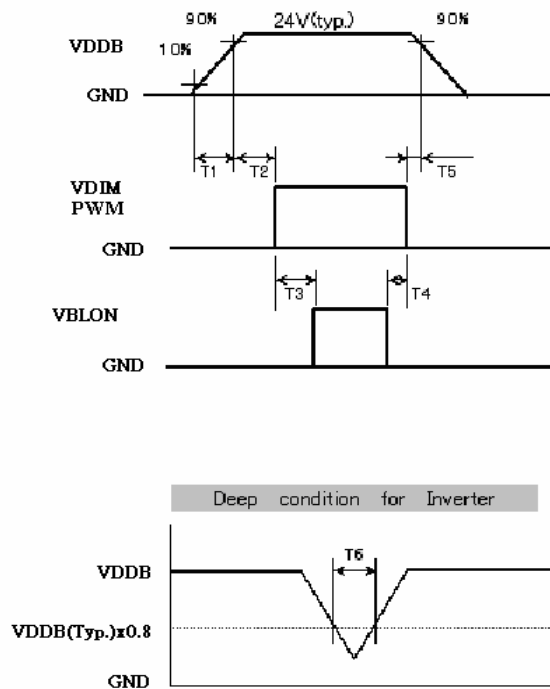 90% 24V(typ.) 90%
VDDB
10%
GND
T1 T2 T5
VDIM
PWM
GND
T3 T4
VBLON
GND
Deep condition for Inverter
T6
VDDB
VDDB(Typ.)x0.8
GND